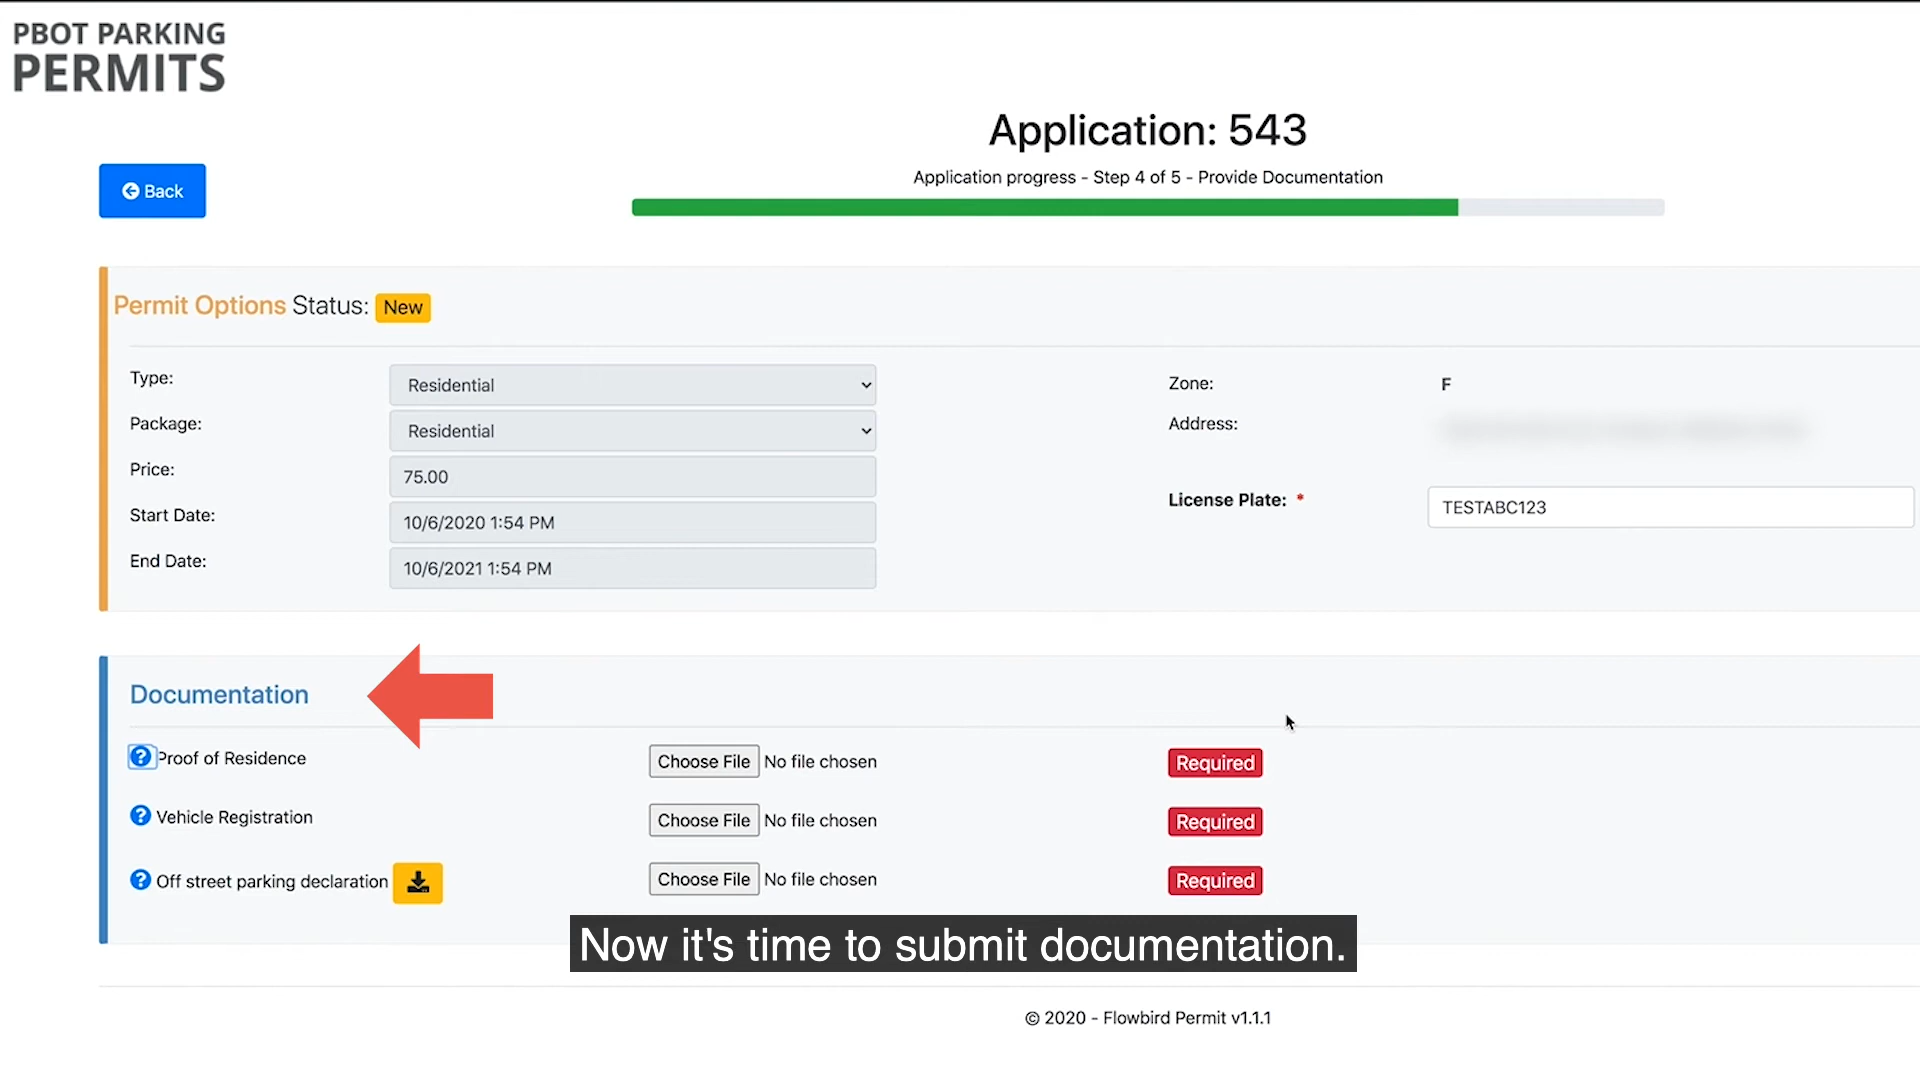 PBOT PARKING
PERMITS
Application: 543
Back
Application progress - Step 4 of 5 - Provide Documentation
Permit Options Status: New
Type: Residential
Zone: F
Package: Residential
Address:
Price: 75.00
License Plate: * TESTABC123
Start Date: 10/6/2020 1:54 PM
End Date: 10/6/2021 1:54 PM
Documentation
? Proof of Residence Choose File No file chosen Required
? Vehicle Registration Choose File No file chosen Required
? Off street parking declaration Choose File No file chosen Required
Now it's time to submit documentation.
© 2020 - Flowbird Permit v1.1.1